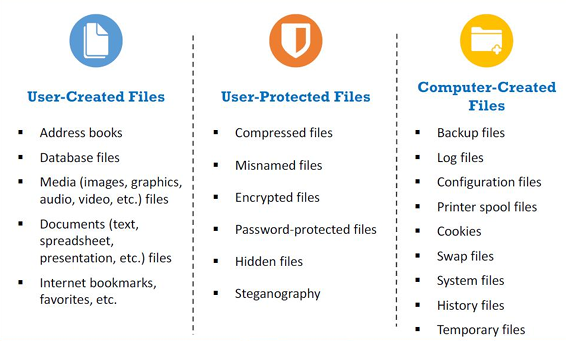 User-Created Files
▪ Address books
▪ Database files
▪ Media (images, graphics,
audio, video, etc.) files
▪ Documents (text,
spreadsheet,
presentation, etc.) files
▪ Internet bookmarks,
favorites, etc.
User-Protected Files
▪ Compressed files
▪ Misnamed files
▪ Encrypted files
▪ Password-protected files
▪ Hidden files
▪ Steganography
Computer-Created
Files
▪ Backup files
▪ Log files
▪ Configuration files
▪ Printer spool files
▪ Cookies
▪ Swap files
▪ System files
▪ History files
▪ Temporary files